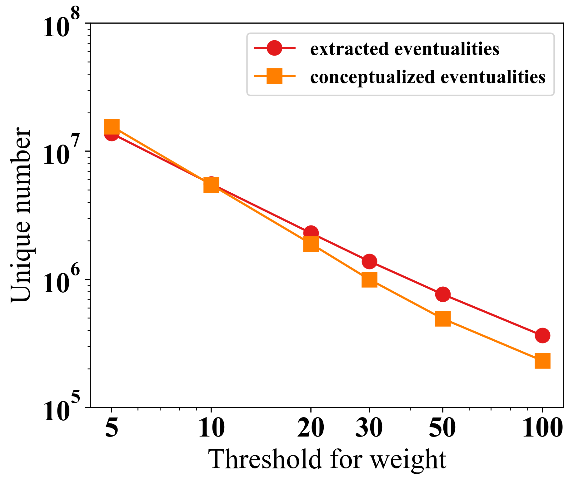 10^8
10^7
10^6
10^5
Unique number
extracted eventualities
conceptualized eventualities
5 10 20 30 50 100
Threshold for weight